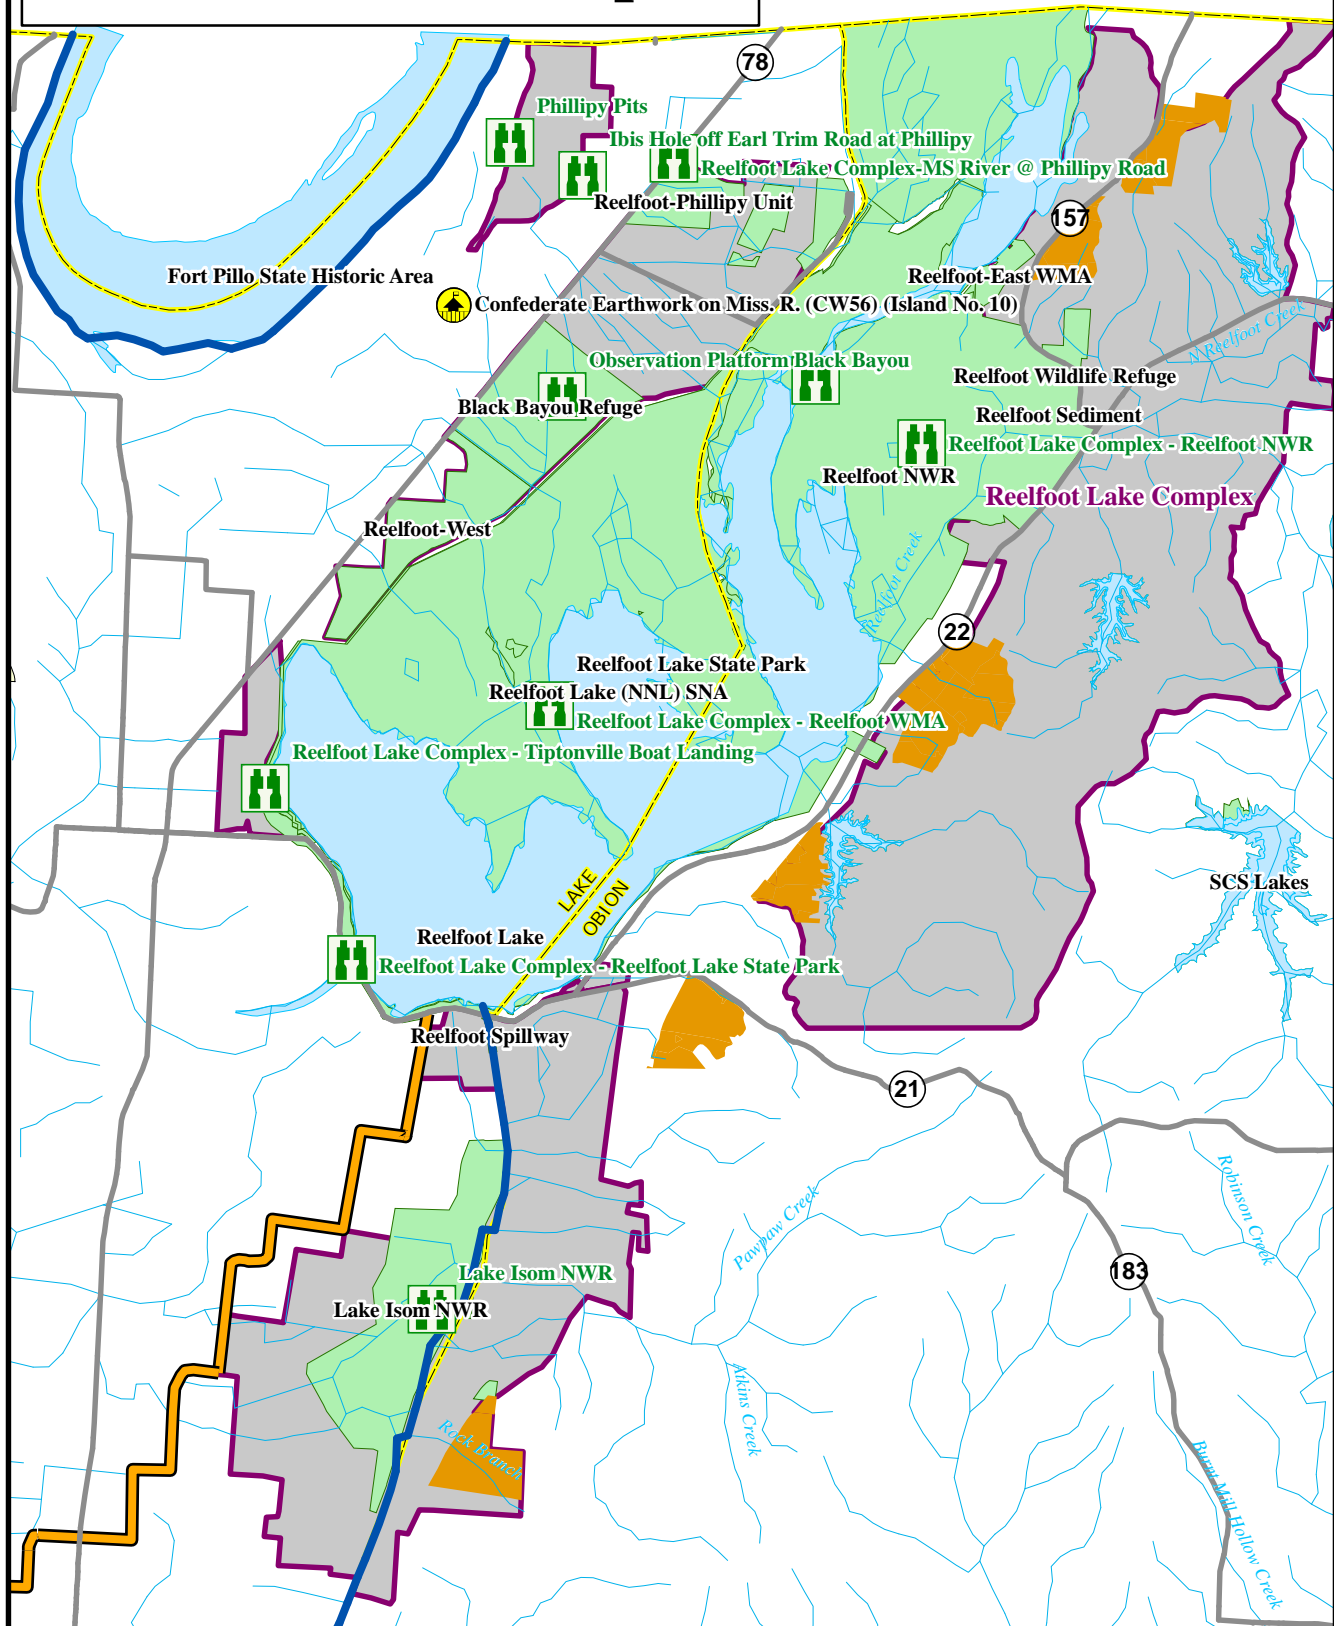 78
Phillipy Pits
Ibis Hole off Earl Trim Road at Phillipy
Reelfoot Lake Complex-MS River @ Phillipy Road
Reelfoot-Phillipy Unit
157
Fort Pillo State Historic Area
Reelfoot-East WMA
Confederate Earthwork on Miss. R. (CW56) (Island No. 10)
N Reelfoot Creek
Observation Platform Black Bayou
Reelfoot Wildlife Refuge
Black Bayou Refuge
Reelfoot Sediment
Reelfoot Lake Complex - Reelfoot NWR
Reelfoot NWR
Reelfoot Lake Complex
Reelfoot-West
Reelfoot Creek
22
Reelfoot Lake State Park
Reelfoot Lake (NNL) SNA
Reelfoot Lake Complex - Reelfoot WMA
Reelfoot Lake Complex - Tiptonville Boat Landing
SCS Lakes
LAKE
OBION
Reelfoot Lake
Reelfoot Lake Complex - Reelfoot Lake State Park
Reelfoot Spillway
21
Pawpaw Creek
Robinson Creek
183
Lake Isom NWR
Lake Isom NWR
Atkins Creek
Rock Branch
Burnt Mill Hollow Creek